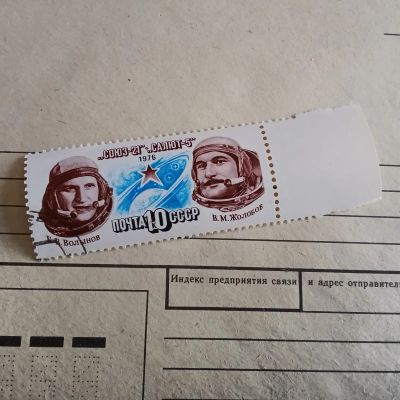 „СОЮЗ-21"-„САЛЮТ-5"
1976
ПОЧТА 10 СССР
Б.В. Волынов
В.М. Жолобов
Индекс предприятия связи
и адрес отправителя